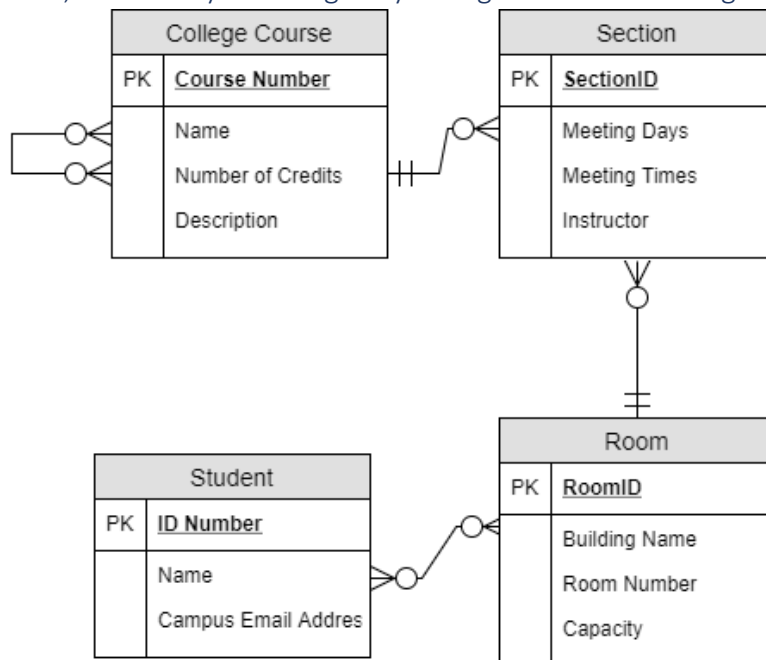 College Course
PK Course Number
Name
Number of Credits
Description
Section
PK SectionID
Meeting Days
Meeting Times
Instructor
Student
PK ID Number
Name
Campus Email Addres
Room
PK RoomID
Building Name
Room Number
Capacity